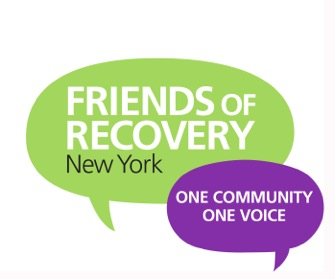 FRIENDS OF
RECOVERY
New York
ONE COMMUNITY
ONE VOICE